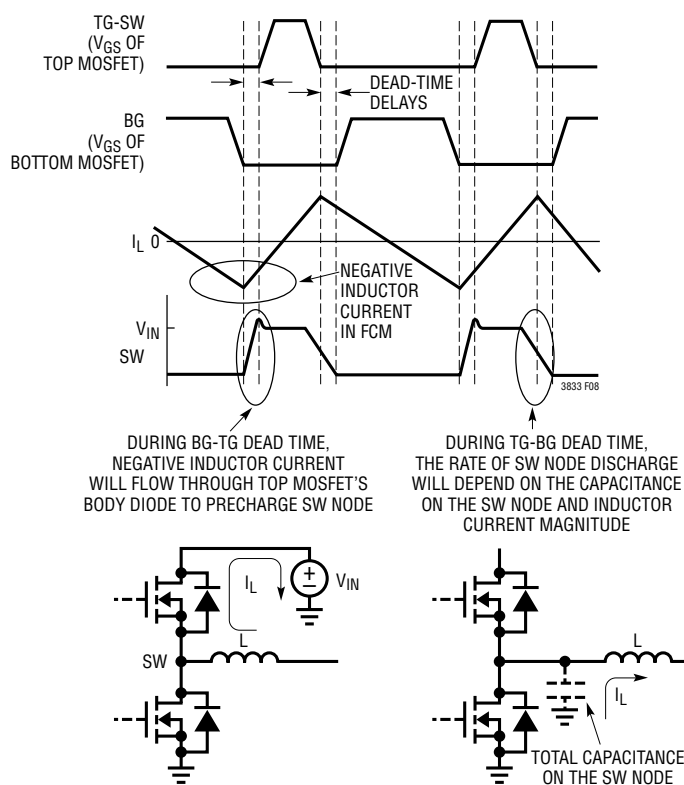 TG-SW
(VGS OF
TOP MOSFET)
DEAD-TIME
DELAYS
BG
(VGS OF
BOTTOM MOSFET)
IL 0
NEGATIVE
INDUCTOR
CURRENT
IN FCM
VIN
SW
3833 F08
DURING BG-TG DEAD TIME,
NEGATIVE INDUCTOR CURRENT
WILL FLOW THROUGH TOP MOSFET'S
BODY DIODE TO PRECHARGE SW NODE
DURING TG-BG DEAD TIME,
THE RATE OF SW NODE DISCHARGE
WILL DEPEND ON THE CAPACITANCE
ON THE SW NODE AND INDUCTOR
CURRENT MAGNITUDE
IL
+
–
VIN
SW
L
L
IL
TOTAL CAPACITANCE
ON THE SW NODE